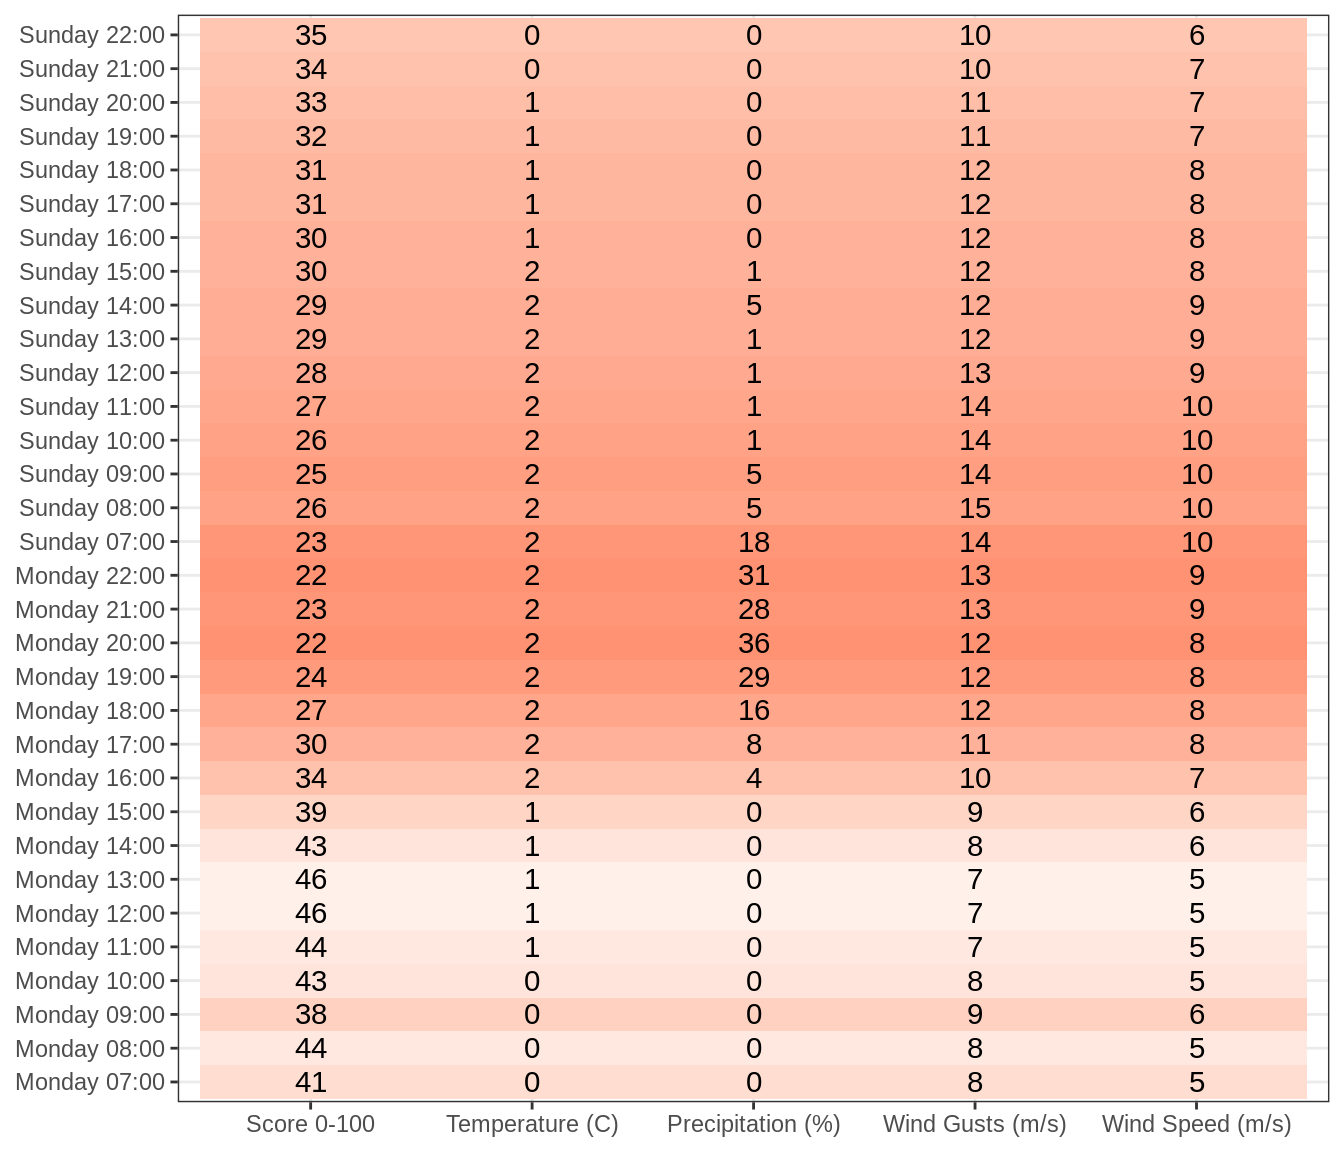 Sunday 22:00 35 0 0 10 6
Sunday 21:00 34 0 0 10 7
Sunday 20:00 33 1 0 11 7
Sunday 19:00 32 1 0 11 7
Sunday 18:00 31 1 0 12 8
Sunday 17:00 31 1 0 12 8
Sunday 16:00 30 1 0 12 8
Sunday 15:00 30 2 1 12 8
Sunday 14:00 29 2 5 12 9
Sunday 13:00 29 2 1 12 9
Sunday 12:00 28 2 1 13 9
Sunday 11:00 27 2 1 14 10
Sunday 10:00 26 2 1 14 10
Sunday 09:00 25 2 5 14 10
Sunday 08:00 26 2 5 15 10
Sunday 07:00 23 2 18 14 10
Monday 22:00 22 2 31 13 9
Monday 21:00 23 2 28 13 9
Monday 20:00 22 2 36 12 8
Monday 19:00 24 2 29 12 8
Monday 18:00 27 2 16 12 8
Monday 17:00 30 2 8 11 8
Monday 16:00 34 2 4 10 7
Monday 15:00 39 1 0 9 6
Monday 14:00 43 1 0 8 6
Monday 13:00 46 1 0 7 5
Monday 12:00 46 1 0 7 5
Monday 11:00 44 1 0 7 5
Monday 10:00 43 0 0 8 5
Monday 09:00 38 0 0 9 6
Monday 08:00 44 0 0 8 5
Monday 07:00 41 0 0 8 5
Score 0-100 Temperature (C) Precipitation (%) Wind Gusts (m/s) Wind Speed (m/s)